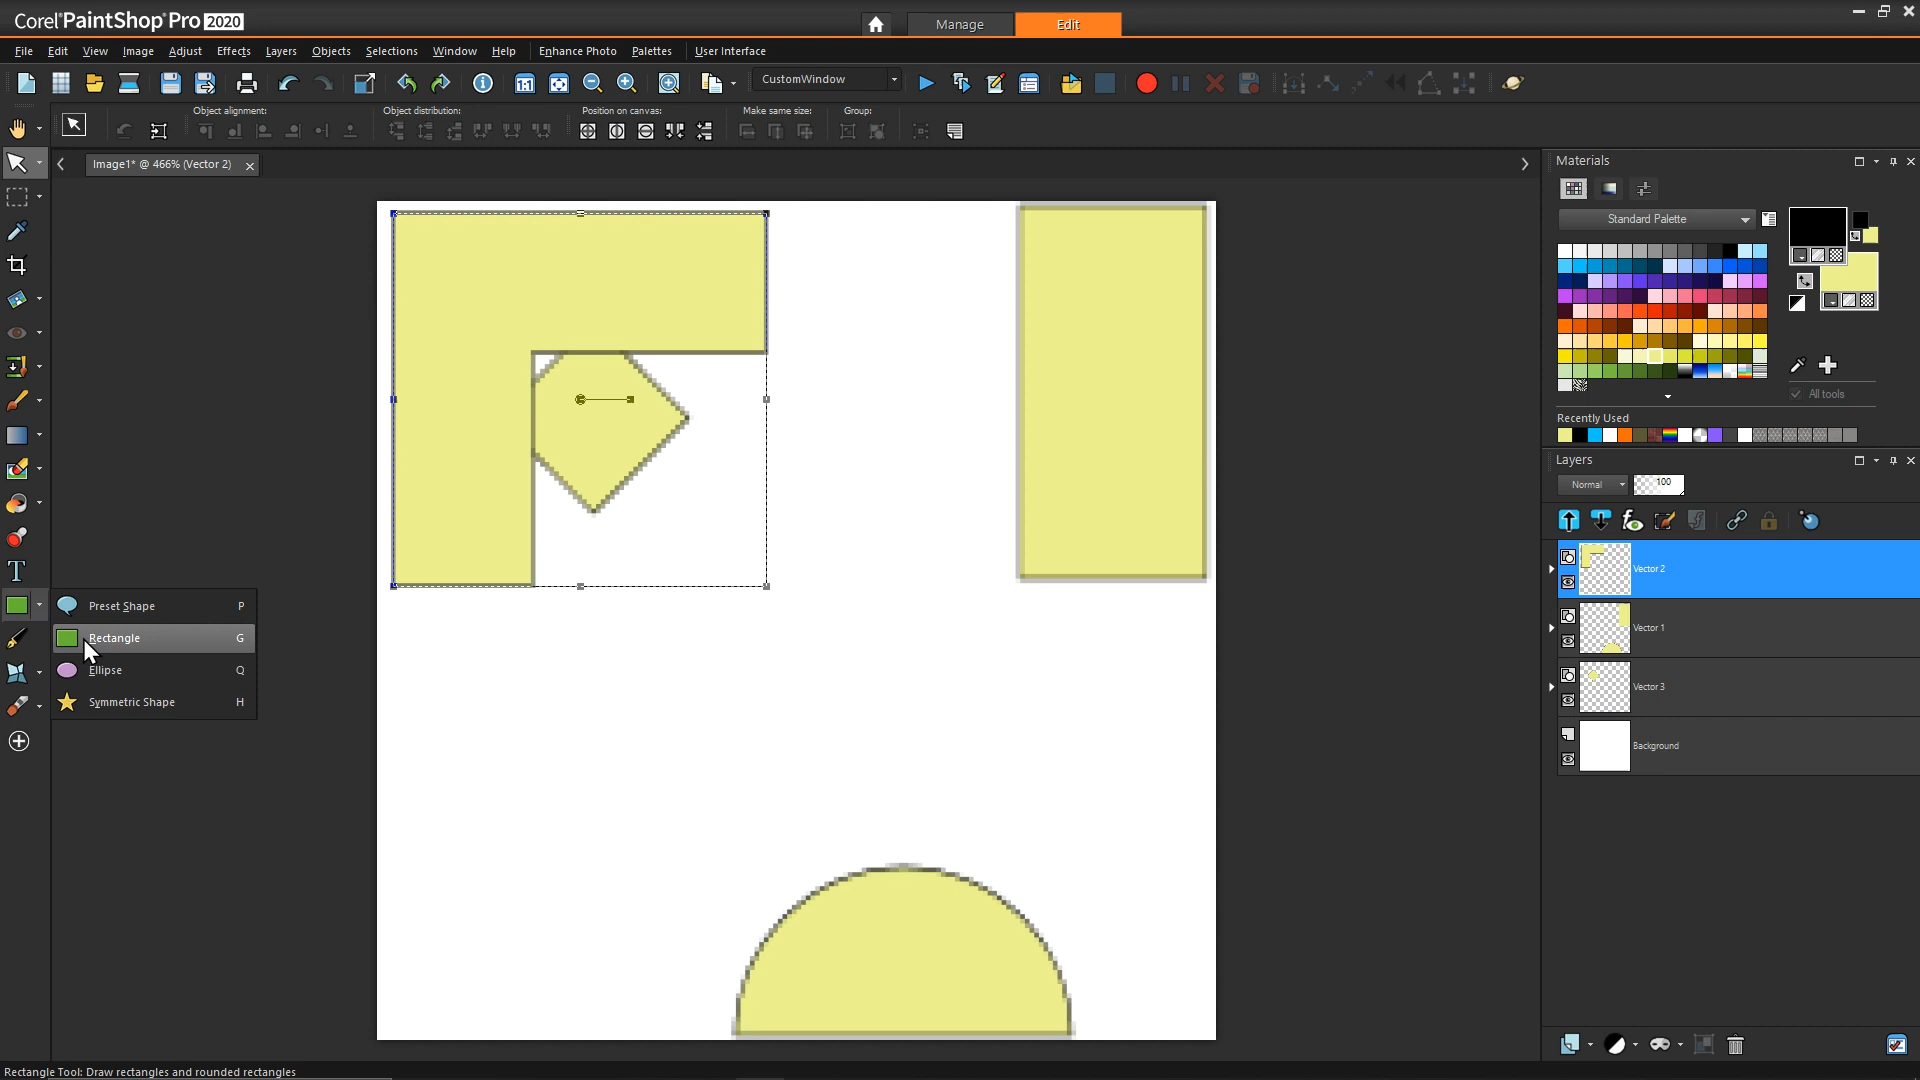 Corel® PaintShop® Pro 2020
Manage
Edit
File Edit View Image Adjust Effects Layers Objects Selections Window Help Enhance Photo Palettes User Interface
CustomWindow
Object alignment:
Object distribution:
Position on canvas:
Make same size:
Group:
Image1* @ 466% (Vector 2)
Materials
Standard Palette
All tools
Recently Used
Layers
Normal
100
Vector 2
Vector 1
Vector 3
Background
Preset Shape P
Rectangle G
Ellipse Q
Symmetric Shape H
Rectangle Tool: Draw rectangles and rounded rectangles